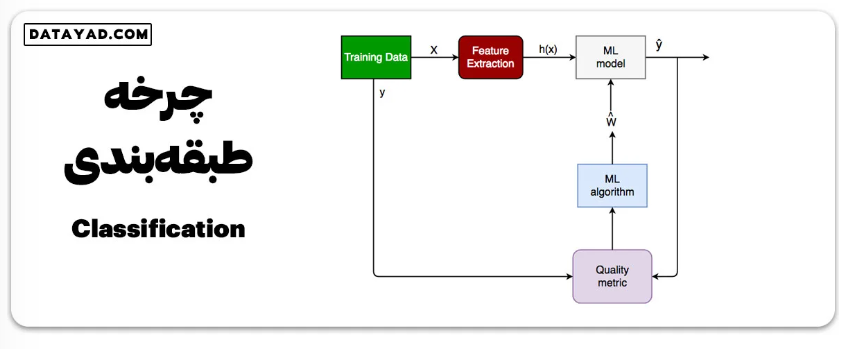 DATAYAD.COM
چرخه
طبقه‌بندی
Classification
Training Data
X
Feature
Extraction
h(x)
ML
model
ŷ
y
Ŵ
ML
algorithm
Quality
metric